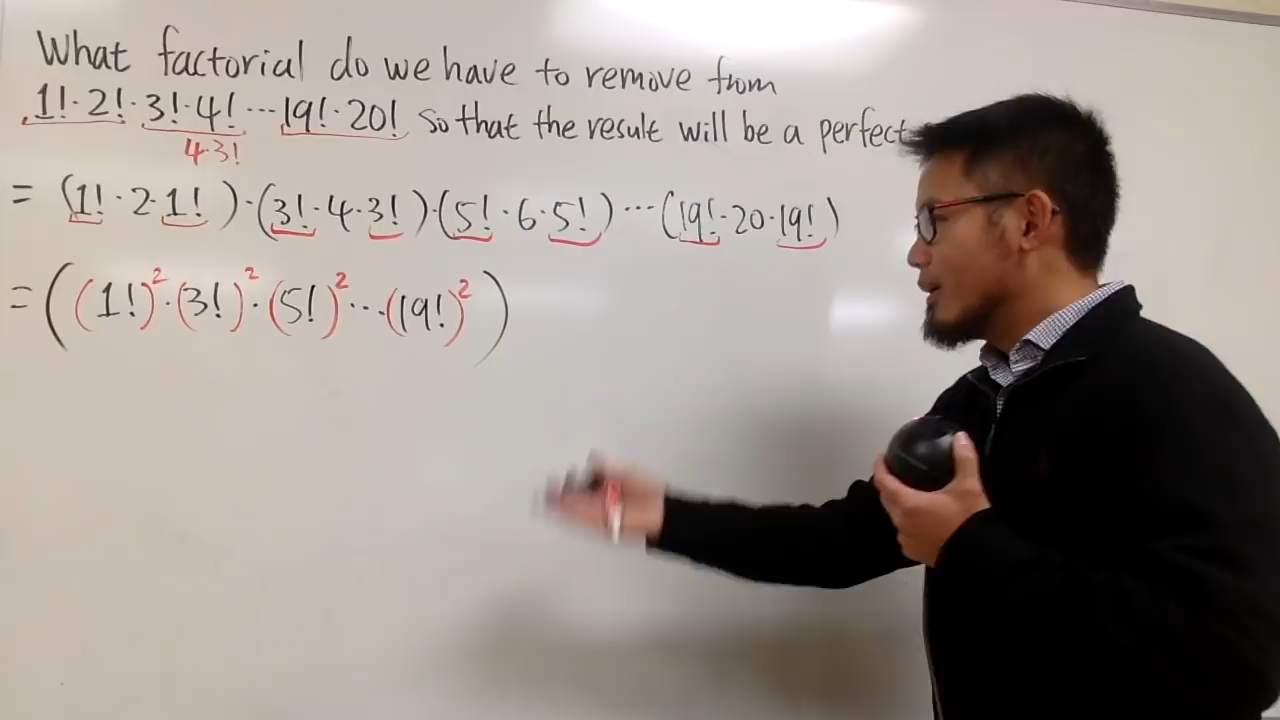 What factorial do we have to remove from
1!·2!·3!·4!···19!·20! so that the result will be a perfect
4·3!
= (1!·2·1!)·(3!·4·3!)·(5!·6·5!)···(19!·20·19!)
= ((1!)²·(3!)²·(5!)²···(19!)²)